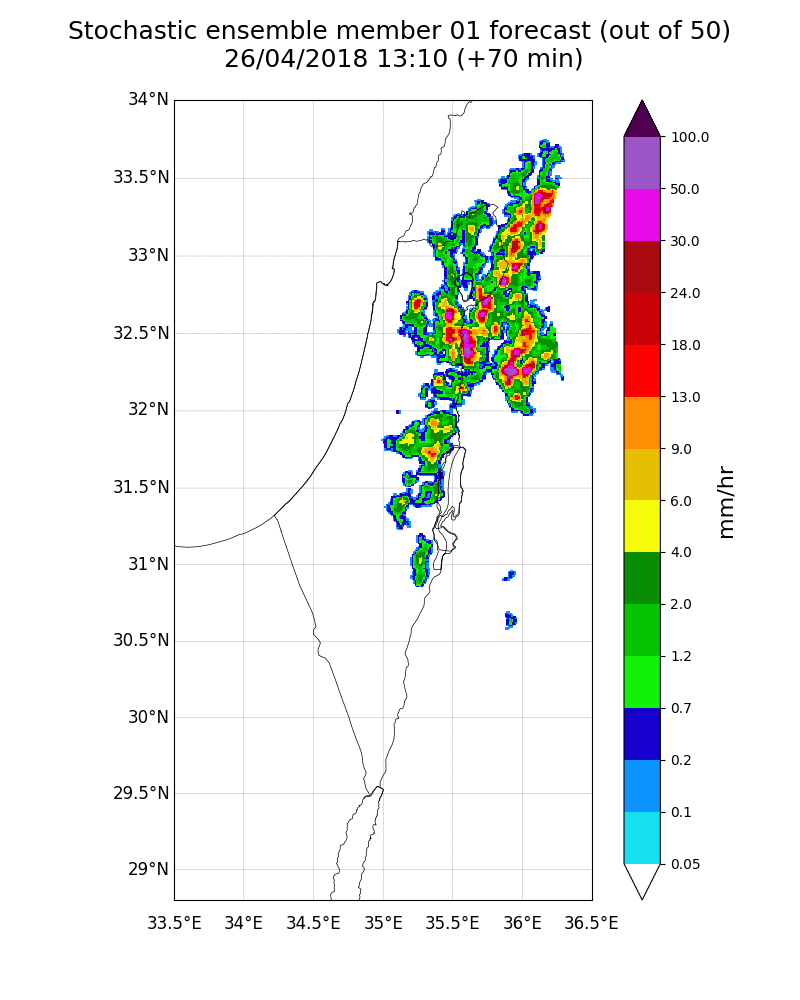 Stochastic ensemble member 01 forecast (out of 50)
26/04/2018 13:10 (+70 min)
34°N
33.5°N
33°N
32.5°N
32°N
31.5°N
31°N
30.5°N
30°N
29.5°N
29°N
33.5°E
34°E
34.5°E
35°E
35.5°E
36°E
36.5°E
100.0
50.0
30.0
24.0
18.0
13.0
9.0
6.0
4.0
2.0
1.2
0.7
0.2
0.1
0.05
mm/hr